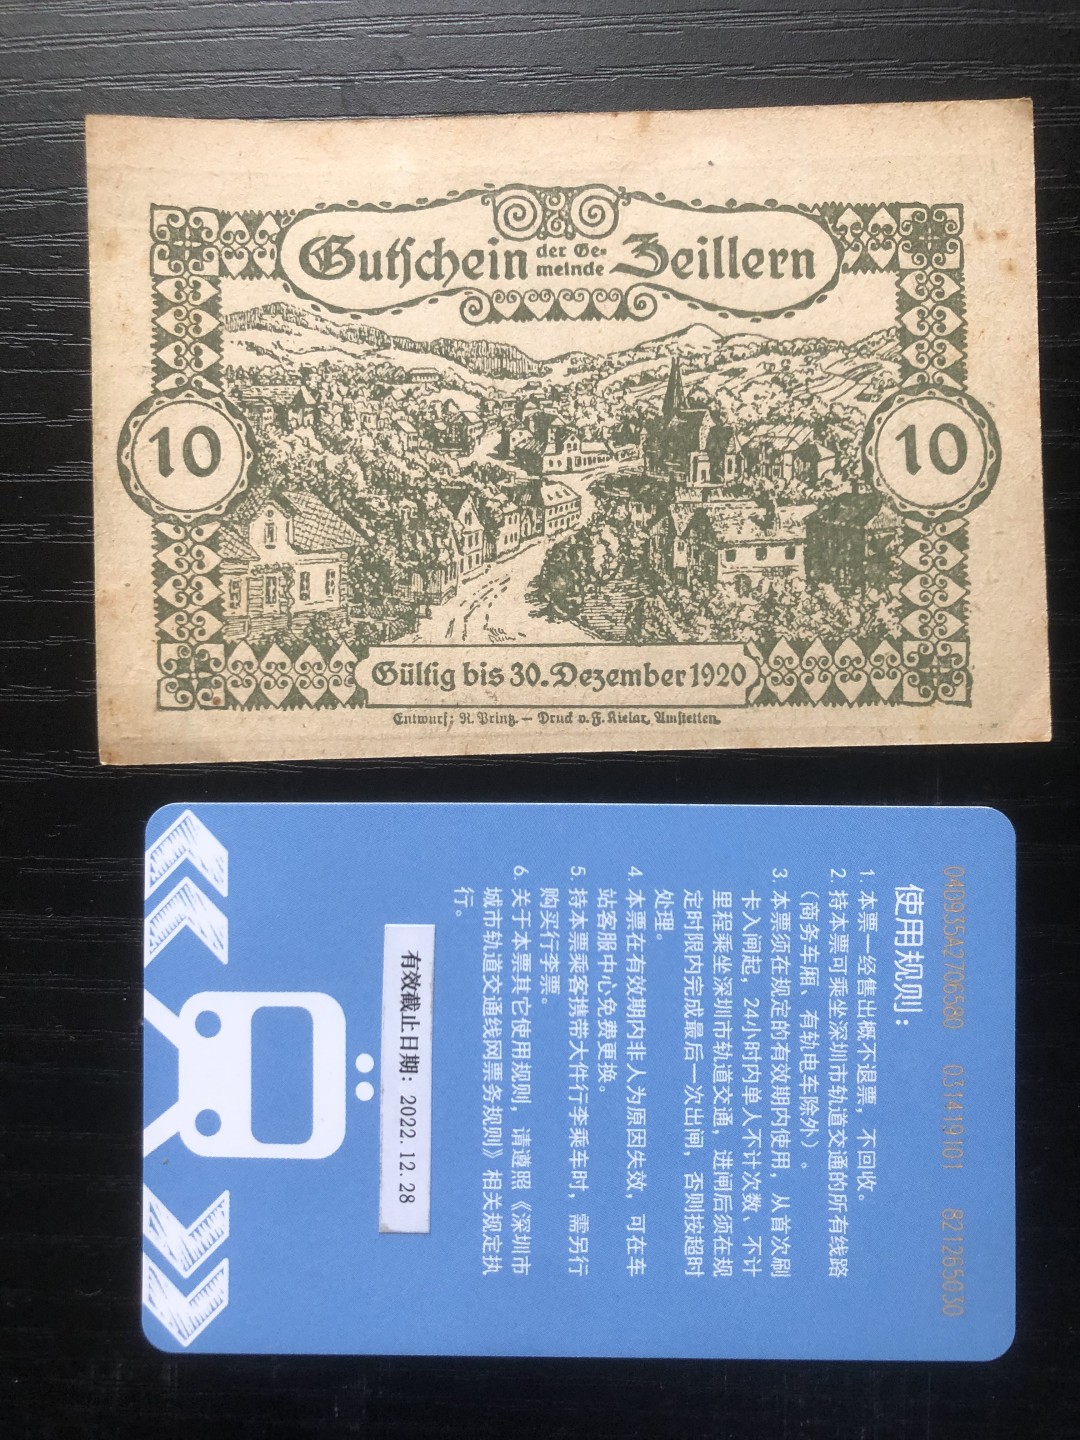 Gutschein der Ge-
meinde Zeillern
10
10
Gültig bis 30. Dezember 1920
Entwurf: R. Prinz. — Druck v. F. Kielar, Amstetten.
04D935A2706580 031419101 821265030
使用规则：
1. 本票一经售出概不退票，不回收。
2. 持本票可乘坐深圳市轨道交通的所有线路
（商务车厢、有轨电车除外）。
3. 本票须在规定的有效期内使用，从首次刷
卡入闸起，24小时内单人不计次数、不计
里程乘坐深圳市轨道交通，进闸后须在规
定时限内完成最后一次出闸，否则按超时
处理。
4. 本票在有效期内非人为原因失效，可在车
站客服中心免费更换。
5. 持本票乘客携带大件行李乘车时，需另行
购买行李票。
6. 关于本票其它使用规则，请遵照《深圳市
城市轨道交通线网票务规则》相关规定执
行。
有效截止日期：2022.12.28